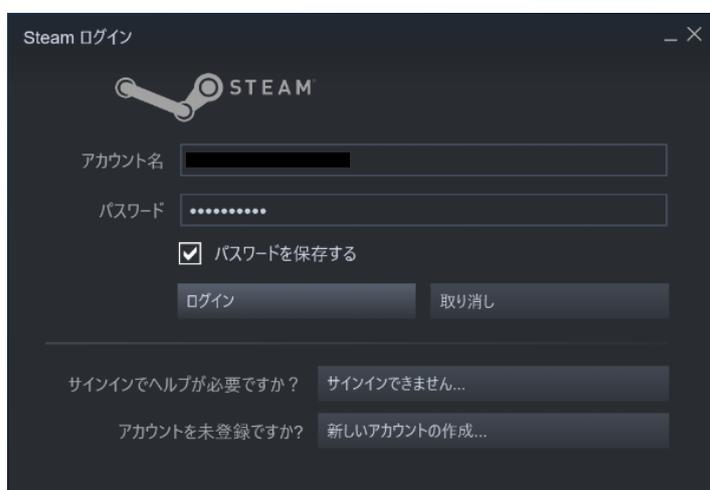 Steam ログイン
STEAM
アカウント名
パスワード ••••••••••
パスワードを保存する
ログイン 取り消し
サインインでヘルプが必要ですか？ サインインできません...
アカウントを未登録ですか? 新しいアカウントの作成...